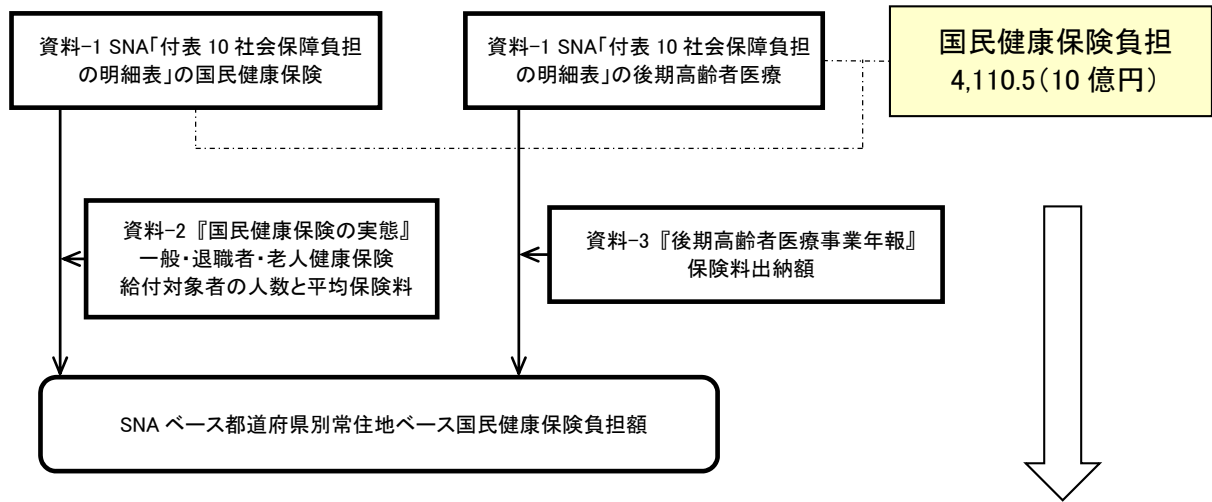 資料-1 SNA「付表 10 社会保障負担
の明細表」の国民健康保険
資料-1 SNA「付表 10 社会保障負担
の明細表」の後期高齢者医療
国民健康保険負担
4,110.5(10 億円)
資料-2 『国民健康保険の実態』
一般・退職者・老人健康保険
給付対象者の人数と平均保険料
資料-3 『後期高齢者医療事業年報』
保険料出納額
SNA ベース都道府県別常住地ベース国民健康保険負担額